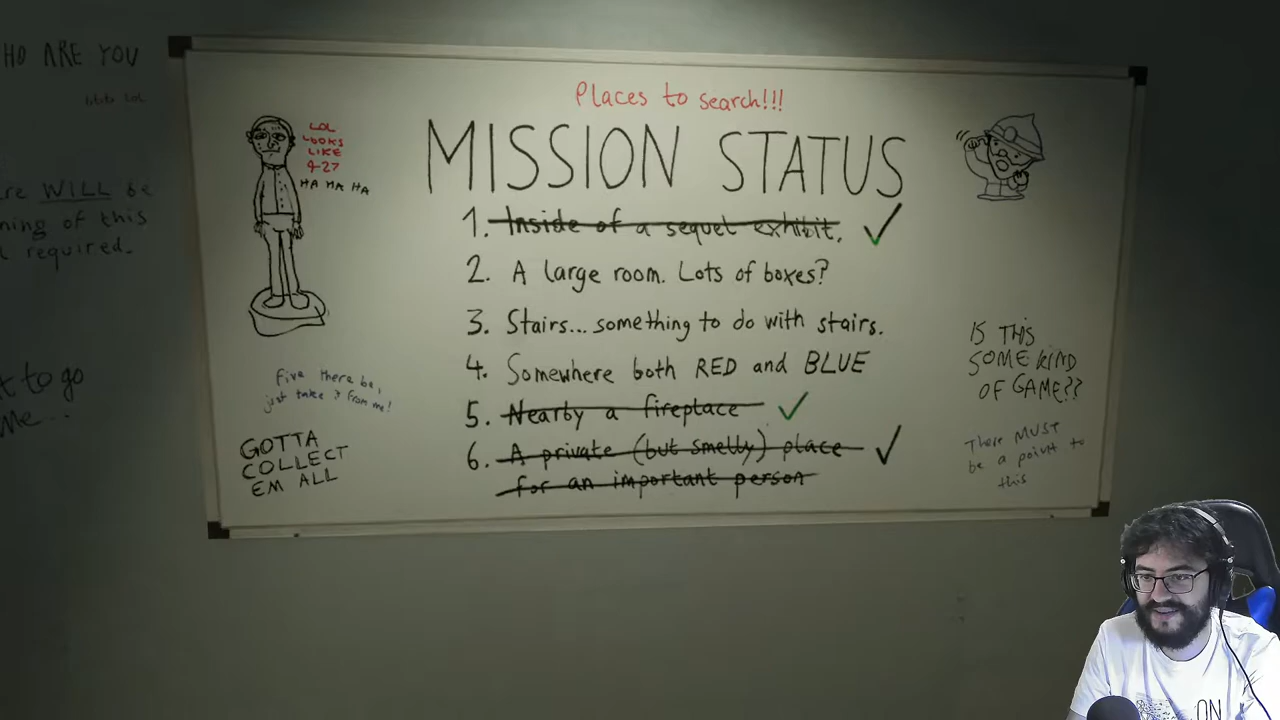 HO ARE YOU
lol
re WILL be
ning of this
l required.
t to go
Me...
Places to search!!!
MISSION STATUS
1. Inside of a sequel exhibit.
2. A large room. Lots of boxes?
3. Stairs... something to do with stairs.
4. Somewhere both RED and BLUE
5. Nearby a fireplace
6. A private (but smelly) place
for an important person
LOL
LOOKS
LIKE
427
HA HA HA
Five there be,
just take it from me!
GOTTA
COLLECT
EM ALL
IS THIS
SOME KIND
OF GAME??
There MUST
be a point to
this
ON